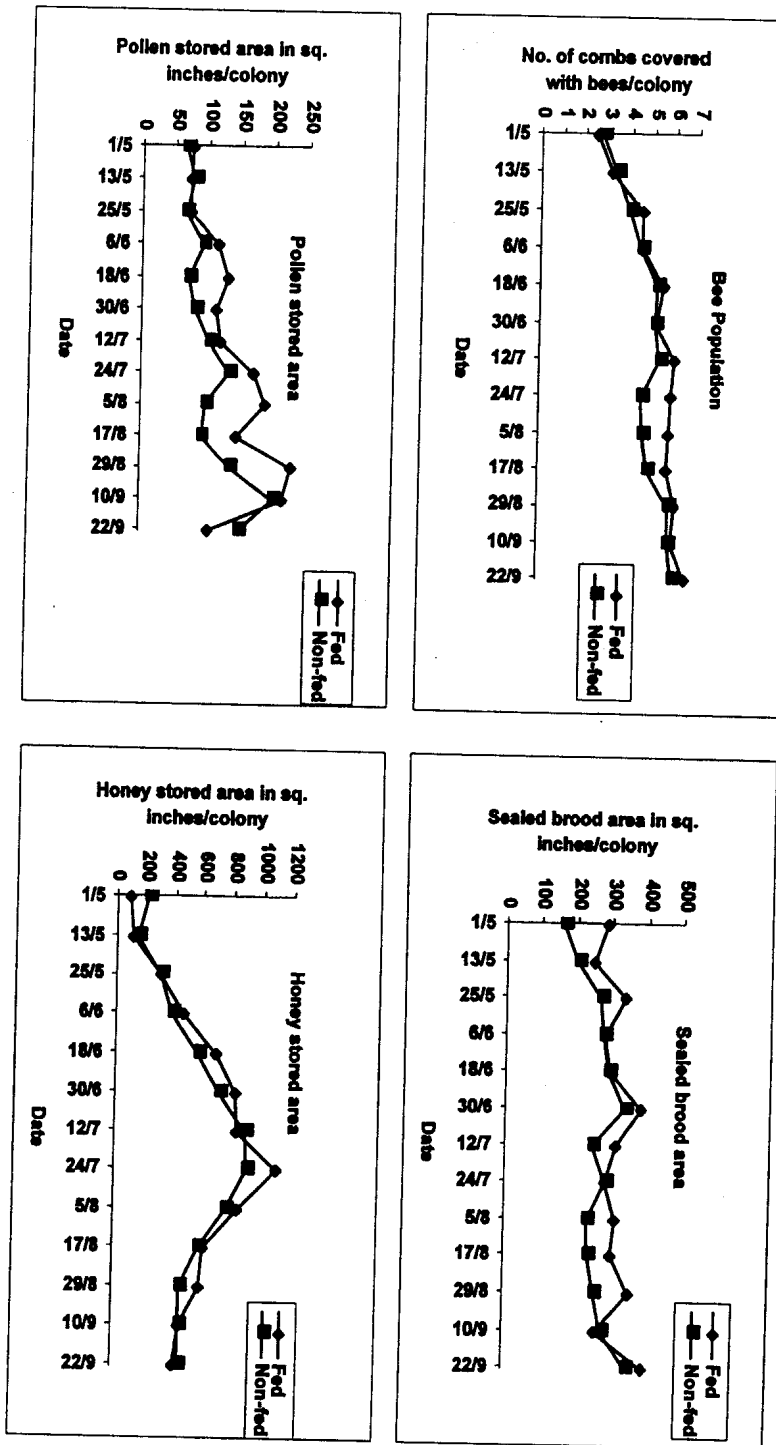 Bee Population
No. of combs covered
with bees/colony
7
6
5
4
3
2
1
0
1/5 13/5 25/5 6/6 18/6 30/6 12/7 24/7 5/8 17/8 29/8 10/9 22/9
Date
Fed
Non-fed
Sealed brood area
Sealed brood area in sq.
inches/colony
500
400
300
200
100
0
1/5 13/5 25/5 6/6 18/6 30/6 12/7 24/7 5/8 17/8 29/8 10/9 22/9
Date
Fed
Non-fed
Pollen stored area
Pollen stored area in sq.
inches/colony
250
200
150
100
50
0
1/5 13/5 25/5 6/6 18/6 30/6 12/7 24/7 5/8 17/8 29/8 10/9 22/9
Date
Fed
Non-fed
Honey stored area
Honey stored area in sq.
inches/colony
1200
1000
800
600
400
200
0
1/5 13/5 25/5 6/6 18/6 30/6 12/7 24/7 5/8 17/8 29/8 10/9 22/9
Date
Fed
Non-fed